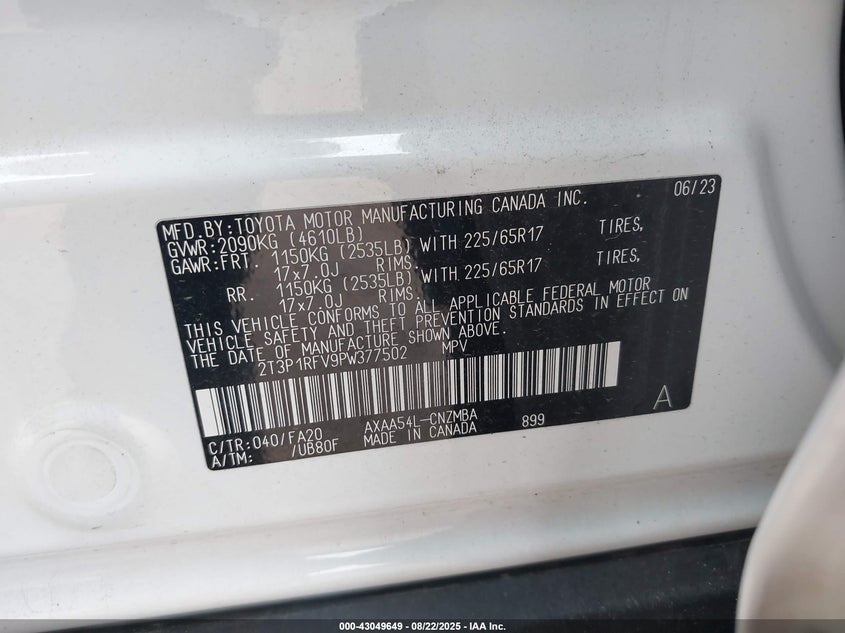 MFD.BY:TOYOTA MOTOR MANUFACTURING CANADA INC. 06/23
GVWR:2090KG (4610LB)
GAWR:FRT. 1150KG (2535LB) WITH 225/65R17 TIRES,
17x7.0J RIMS,
RR. 1150KG (2535LB) WITH 225/65R17 TIRES,
17x7.0J RIMS.
THIS VEHICLE CONFORMS TO ALL APPLICABLE FEDERAL MOTOR
VEHICLE SAFETY AND THEFT PREVENTION STANDARDS IN EFFECT ON
THE DATE OF MANUFACTURE SHOWN ABOVE.
2T3P1RFV9PW377502 MPV
C/TR:040/FA20 AXAA54L-CNZMBA 899 A
A/TM: /UB80F MADE IN CANADA
000-43049649 - 08/22/2025 - IAA Inc.